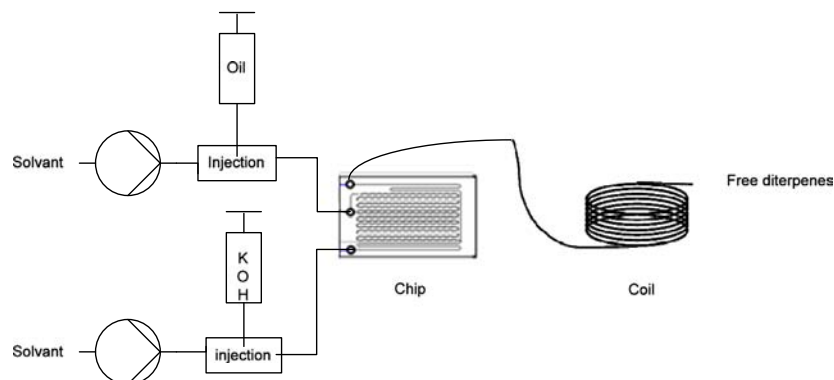 Oil
Solvant
Injection
Free diterpenes
K
O
H
Chip
Coil
Solvant
injection